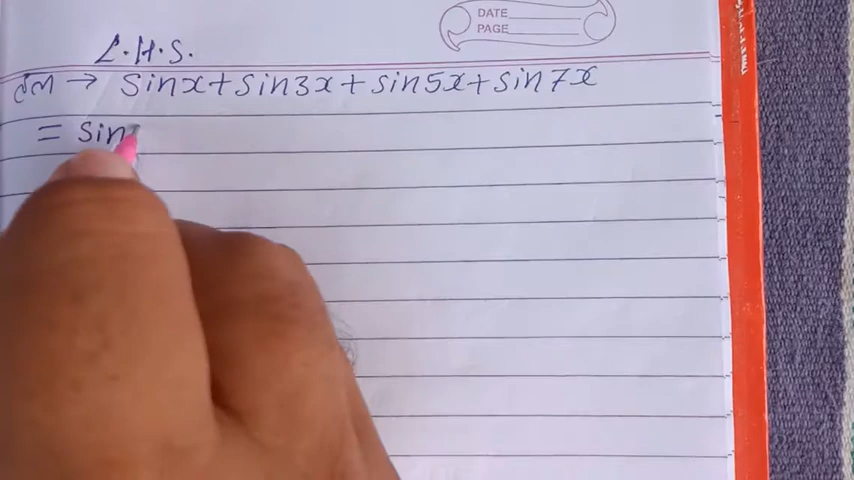 DATE
PAGE
L.H.S.
हल → sinx + sin3x + sin5x + sin7x
= sin